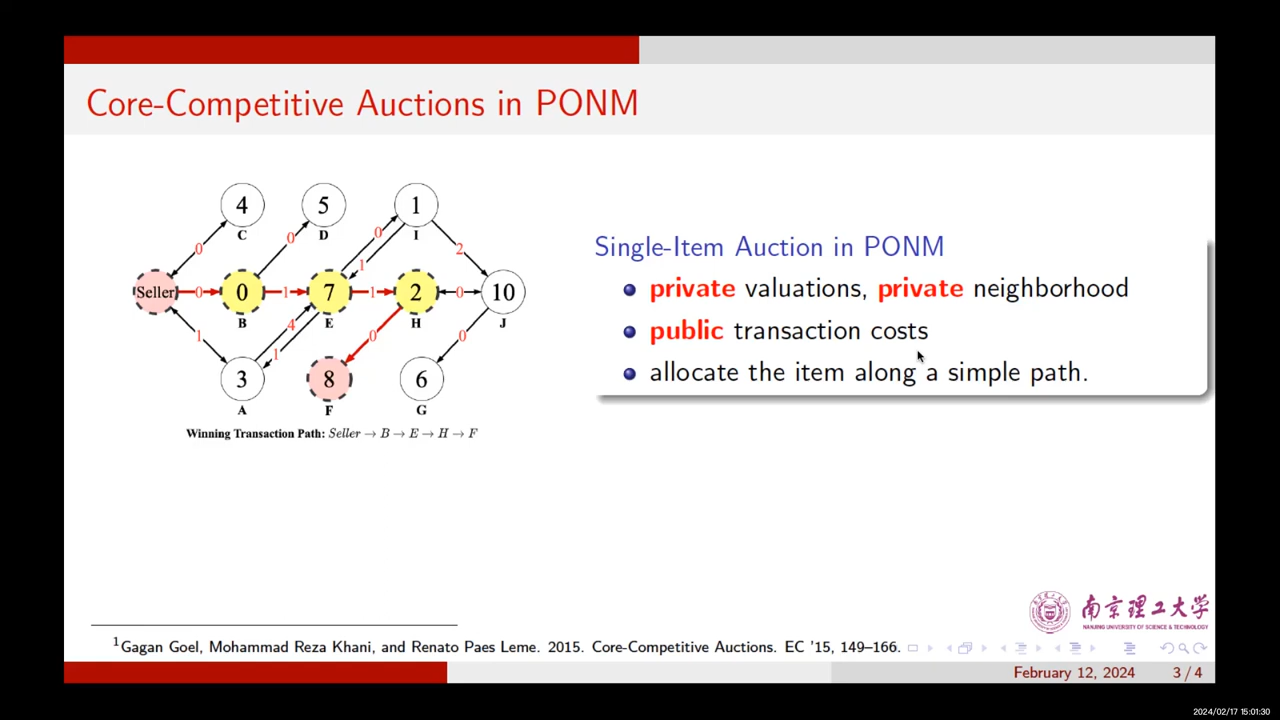 Core-Competitive Auctions in PONM
4
5
1
C
D
I
0
0
0
1
2
Seller
0
0
1
7
1
2
0
10
B
E
H
J
1
4
1
0
0
3
8
6
A
F
G
Winning Transaction Path: Seller → B → E → H → F
Single-Item Auction in PONM
private valuations, private neighborhood
public transaction costs
allocate the item along a simple path.
南京理工大学
NANJING UNIVERSITY OF SCIENCE & TECHNOLOGY
1Gagan Goel, Mohammad Reza Khani, and Renato Paes Leme. 2015. Core-Competitive Auctions. EC '15, 149–166.
February 12, 2024 3 / 4
2024/02/17 15:01:30